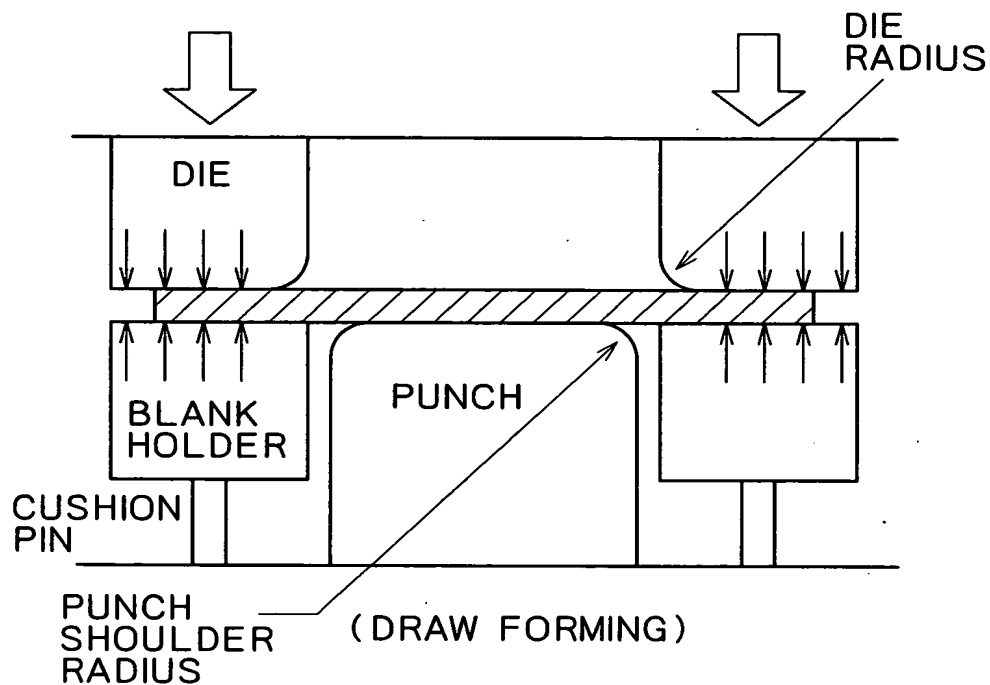 DIE
RADIUS
DIE
PUNCH
BLANK
HOLDER
CUSHION
PIN
PUNCH
SHOULDER
RADIUS
(DRAW FORMING)